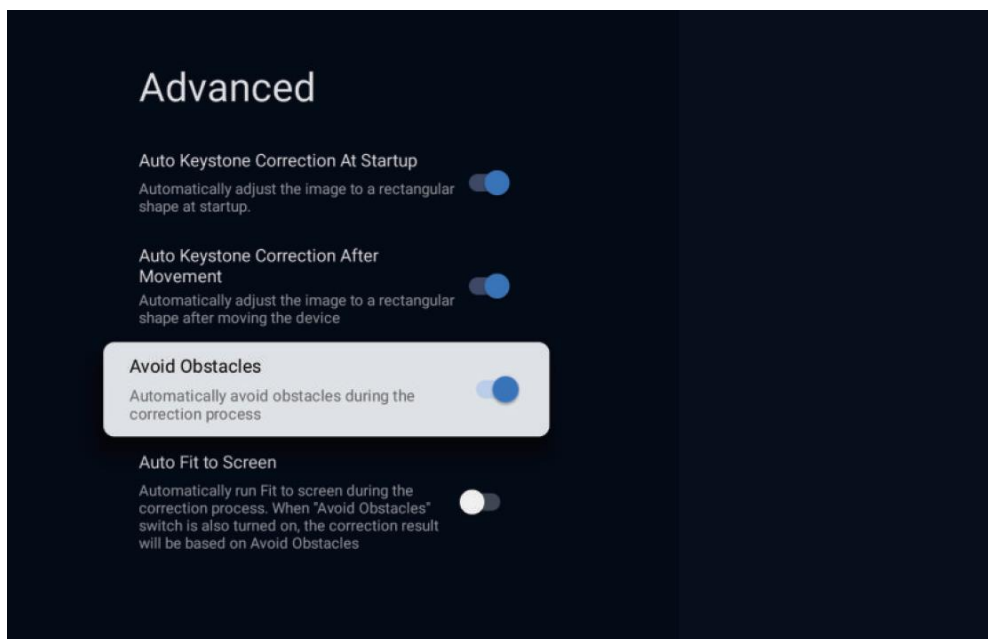 Advanced
Auto Keystone Correction At Startup
Automatically adjust the image to a rectangular
shape at startup.
Auto Keystone Correction After
Movement
Automatically adjust the image to a rectangular
shape after moving the device
Avoid Obstacles
Automatically avoid obstacles during the
correction process
Auto Fit to Screen
Automatically run Fit to screen during the
correction process. When "Avoid Obstacles"
switch is also turned on, the correction result
will be based on Avoid Obstacles